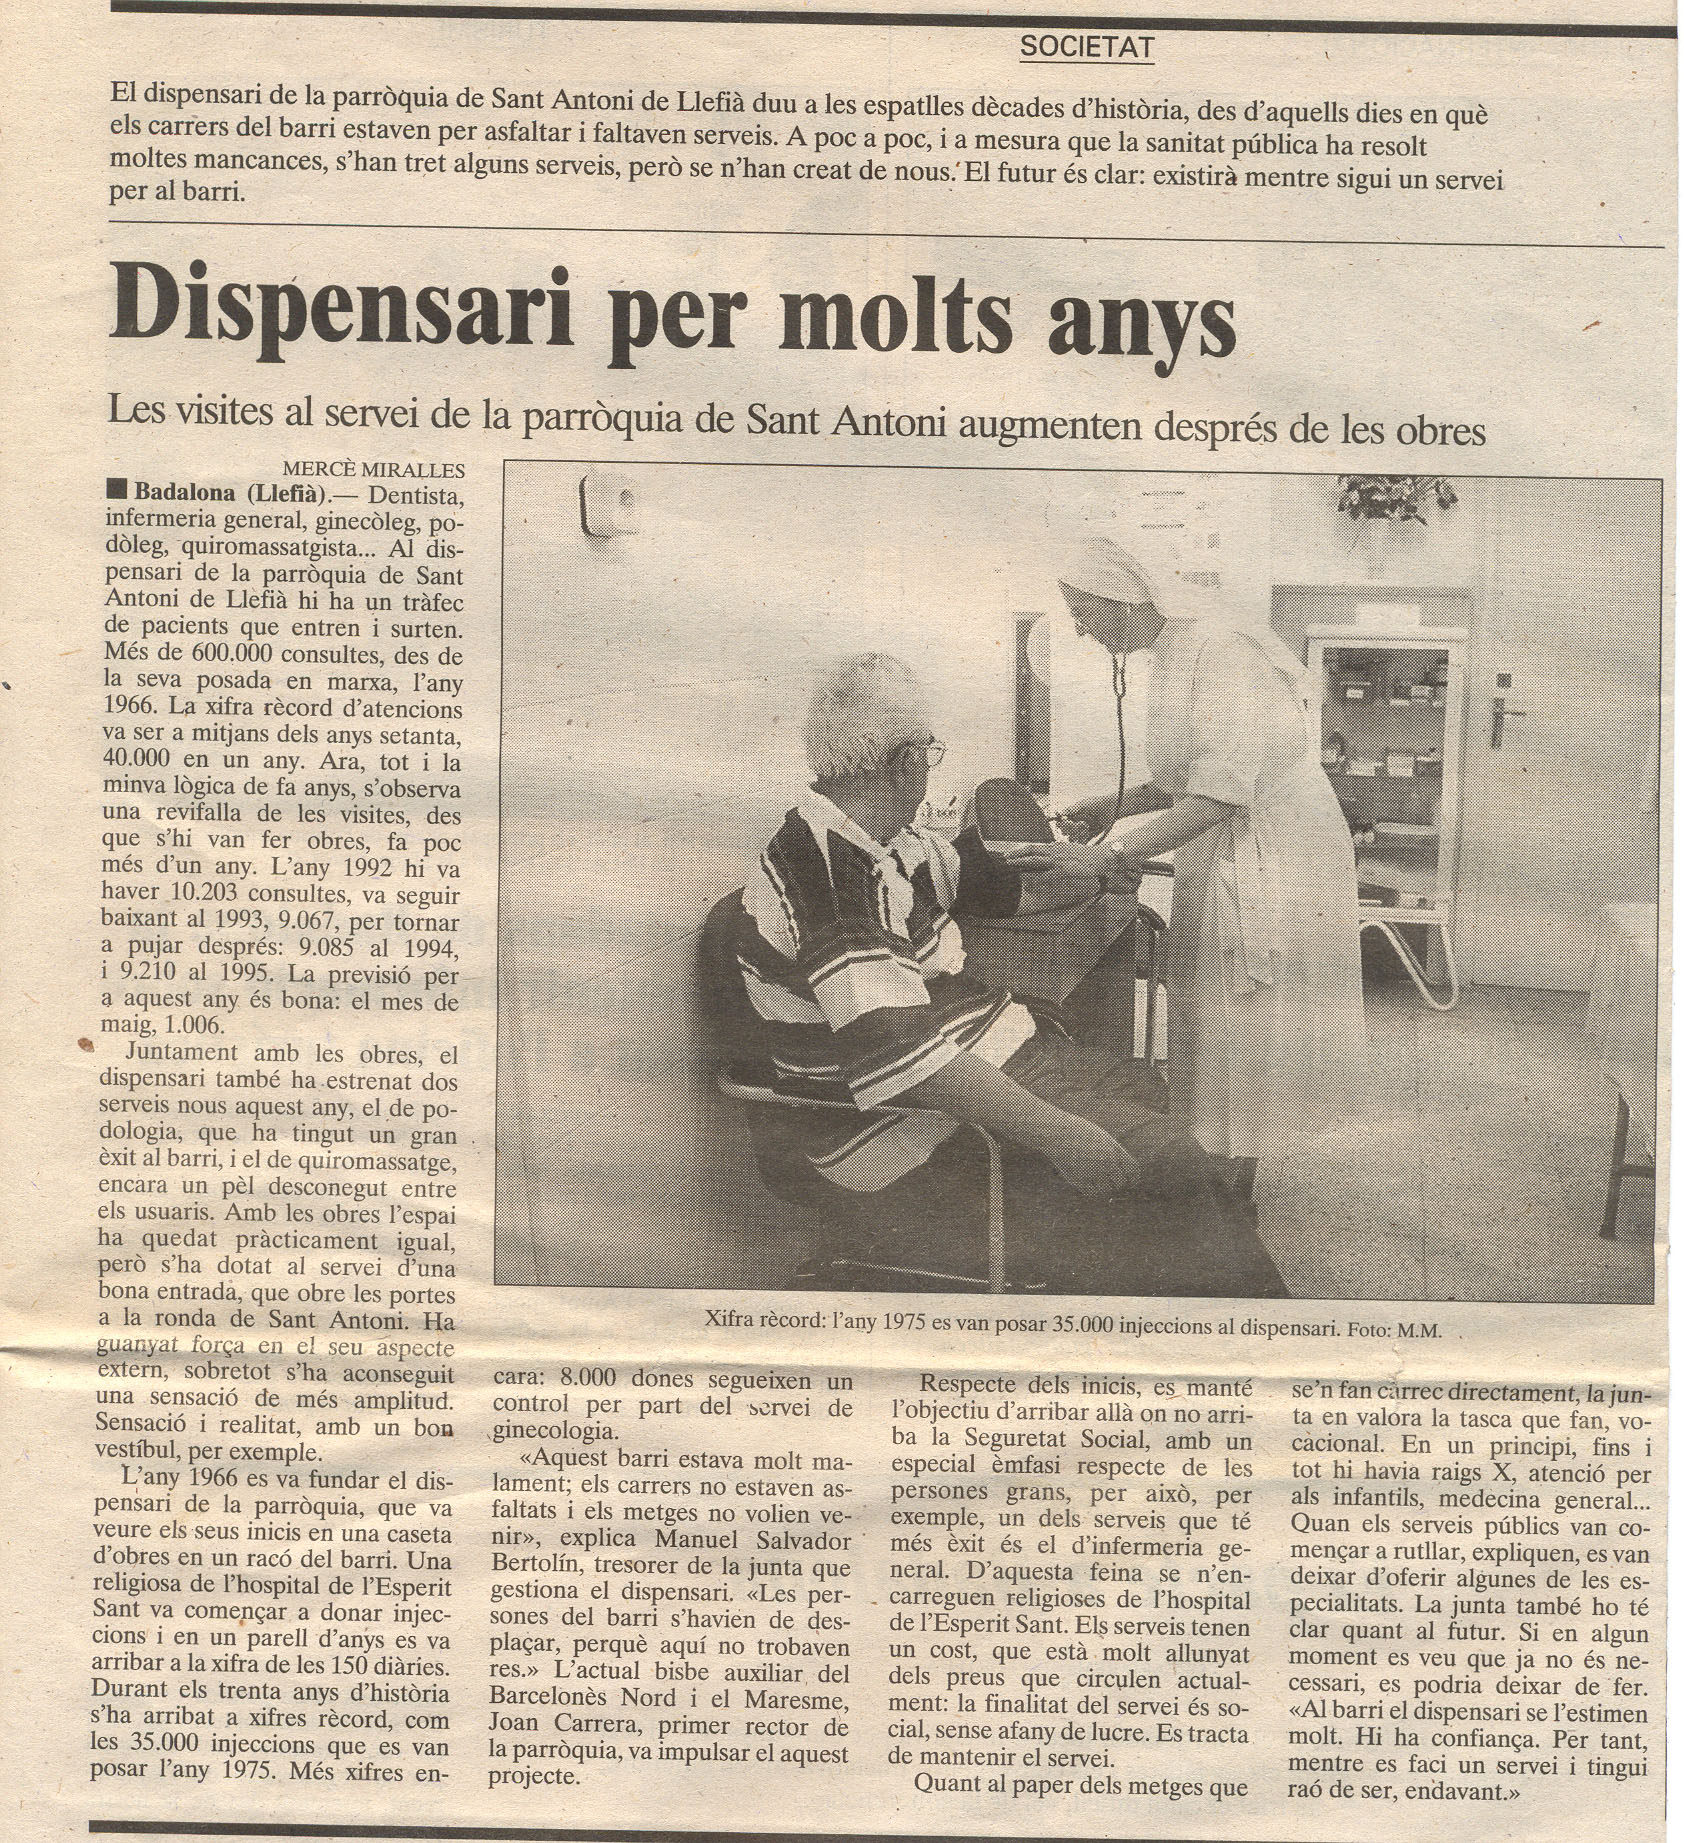 SOCIETAT
El dispensari de la parròquia de Sant Antoni de Llefià duu a les espatlles dècades d'història, des d'aquells dies en què
els carrers del barri estaven per asfaltar i faltaven serveis. A poc a poc, i a mesura que la sanitat pública ha resolt
moltes mancances, s'han tret alguns serveis, però se n'han creat de nous. El futur és clar: existirà mentre sigui un servei
per al barri.
Dispensari per molts anys
Les visites al servei de la parròquia de Sant Antoni augmenten després de les obres
MERCÈ MIRALLES
■ Badalona (Llefià).— Dentista,
infermeria general, ginecòleg, po-
dòleg, quiromassatgista... Al dis-
pensari de la parròquia de Sant
Antoni de Llefià hi ha un tràfec
de pacients que entren i surten.
Més de 600.000 consultes, des de
la seva posada en marxa, l'any
1966. La xifra rècord d'atencions
va ser a mitjans dels anys setanta,
40.000 en un any. Ara, tot i la
minva lògica de fa anys, s'observa
una revifalla de les visites, des
que s'hi van fer obres, fa poc
més d'un any. L'any 1992 hi va
haver 10.203 consultes, va seguir
baixant al 1993, 9.067, per tornar
a pujar després: 9.085 al 1994,
i 9.210 al 1995. La previsió per
a aquest any és bona: el mes de
maig, 1.006.
Juntament amb les obres, el
dispensari també ha estrenat dos
serveis nous aquest any, el de po-
dologia, que ha tingut un gran
èxit al barri, i el de quiromassatge,
encara un pèl desconegut entre
els usuaris. Amb les obres l'espai
ha quedat pràcticament igual,
però s'ha dotat al servei d'una
bona entrada, que obre les portes
a la ronda de Sant Antoni. Ha
guanyat força en el seu aspecte
extern, sobretot s'ha aconseguit
una sensació de més amplitud.
Sensació i realitat, amb un bon
vestíbul, per exemple.
L'any 1966 es va fundar el dis-
pensari de la parròquia, que va
veure els seus inicis en una caseta
d'obres en un racó del barri. Una
religiosa de l'hospital de l'Esperit
Sant va començar a donar injec-
cions i en un parell d'anys es va
arribar a la xifra de les 150 diàries.
Durant els trenta anys d'història
s'ha arribat a xifres rècord, com
les 35.000 injeccions que es van
posar l'any 1975. Més xifres en-
Xifra rècord: l'any 1975 es van posar 35.000 injeccions al dispensari. Foto: M.M.
cara: 8.000 dones segueixen un
control per part del servei de
ginecologia.
«Aquest barri estava molt ma-
lament; els carrers no estaven as-
faltats i els metges no volien ve-
nir», explica Manuel Salvador
Bertolín, tresorer de la junta que
gestiona el dispensari. «Les per-
sones del barri s'havien de des-
plaçar, perquè aquí no trobaven
res.» L'actual bisbe auxiliar del
Barcelonès Nord i el Maresme,
Joan Carrera, primer rector de
la parròquia, va impulsar el aquest
projecte.
Respecte dels inicis, es manté
l'objectiu d'arribar allà on no arri-
ba la Seguretat Social, amb un
especial èmfasi respecte de les
persones grans, per això, per
exemple, un dels serveis que té
més èxit és el d'infermeria ge-
neral. D'aquesta feina se n'en-
carreguen religioses de l'hospital
de l'Esperit Sant. Els serveis tenen
un cost, que està molt allunyat
dels preus que circulen actual-
ment: la finalitat del servei és so-
cial, sense afany de lucre. Es tracta
de mantenir el servei.
Quant al paper dels metges que
se'n fan càrrec directament, la jun-
ta en valora la tasca que fan, vo-
cacional. En un principi, fins i
tot hi havia raigs X, atenció per
als infantils, medecina general...
Quan els serveis públics van co-
mençar a rutllar, expliquen, es van
deixar d'oferir algunes de les es-
pecialitats. La junta també ho té
clar quant al futur. Si en algun
moment es veu que ja no és ne-
cessari, es podria deixar de fer.
«Al barri el dispensari se l'estimen
molt. Hi ha confiança. Per tant,
mentre es faci un servei i tingui
raó de ser, endavant.»